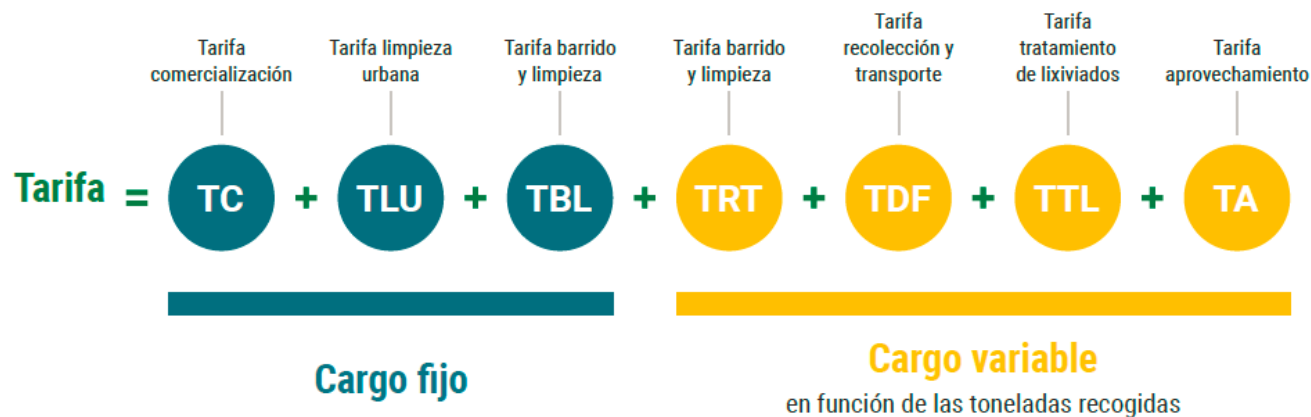 Tarifa
comercialización
Tarifa limpieza
urbana
Tarifa barrido
y limpieza
Tarifa barrido
y limpieza
Tarifa
recolección y
transporte
Tarifa
tratamiento
de lixiviados
Tarifa
aprovechamiento
Tarifa = TC + TLU + TBL + TRT + TDF + TTL + TA
Cargo fijo
Cargo variable
en función de las toneladas recogidas